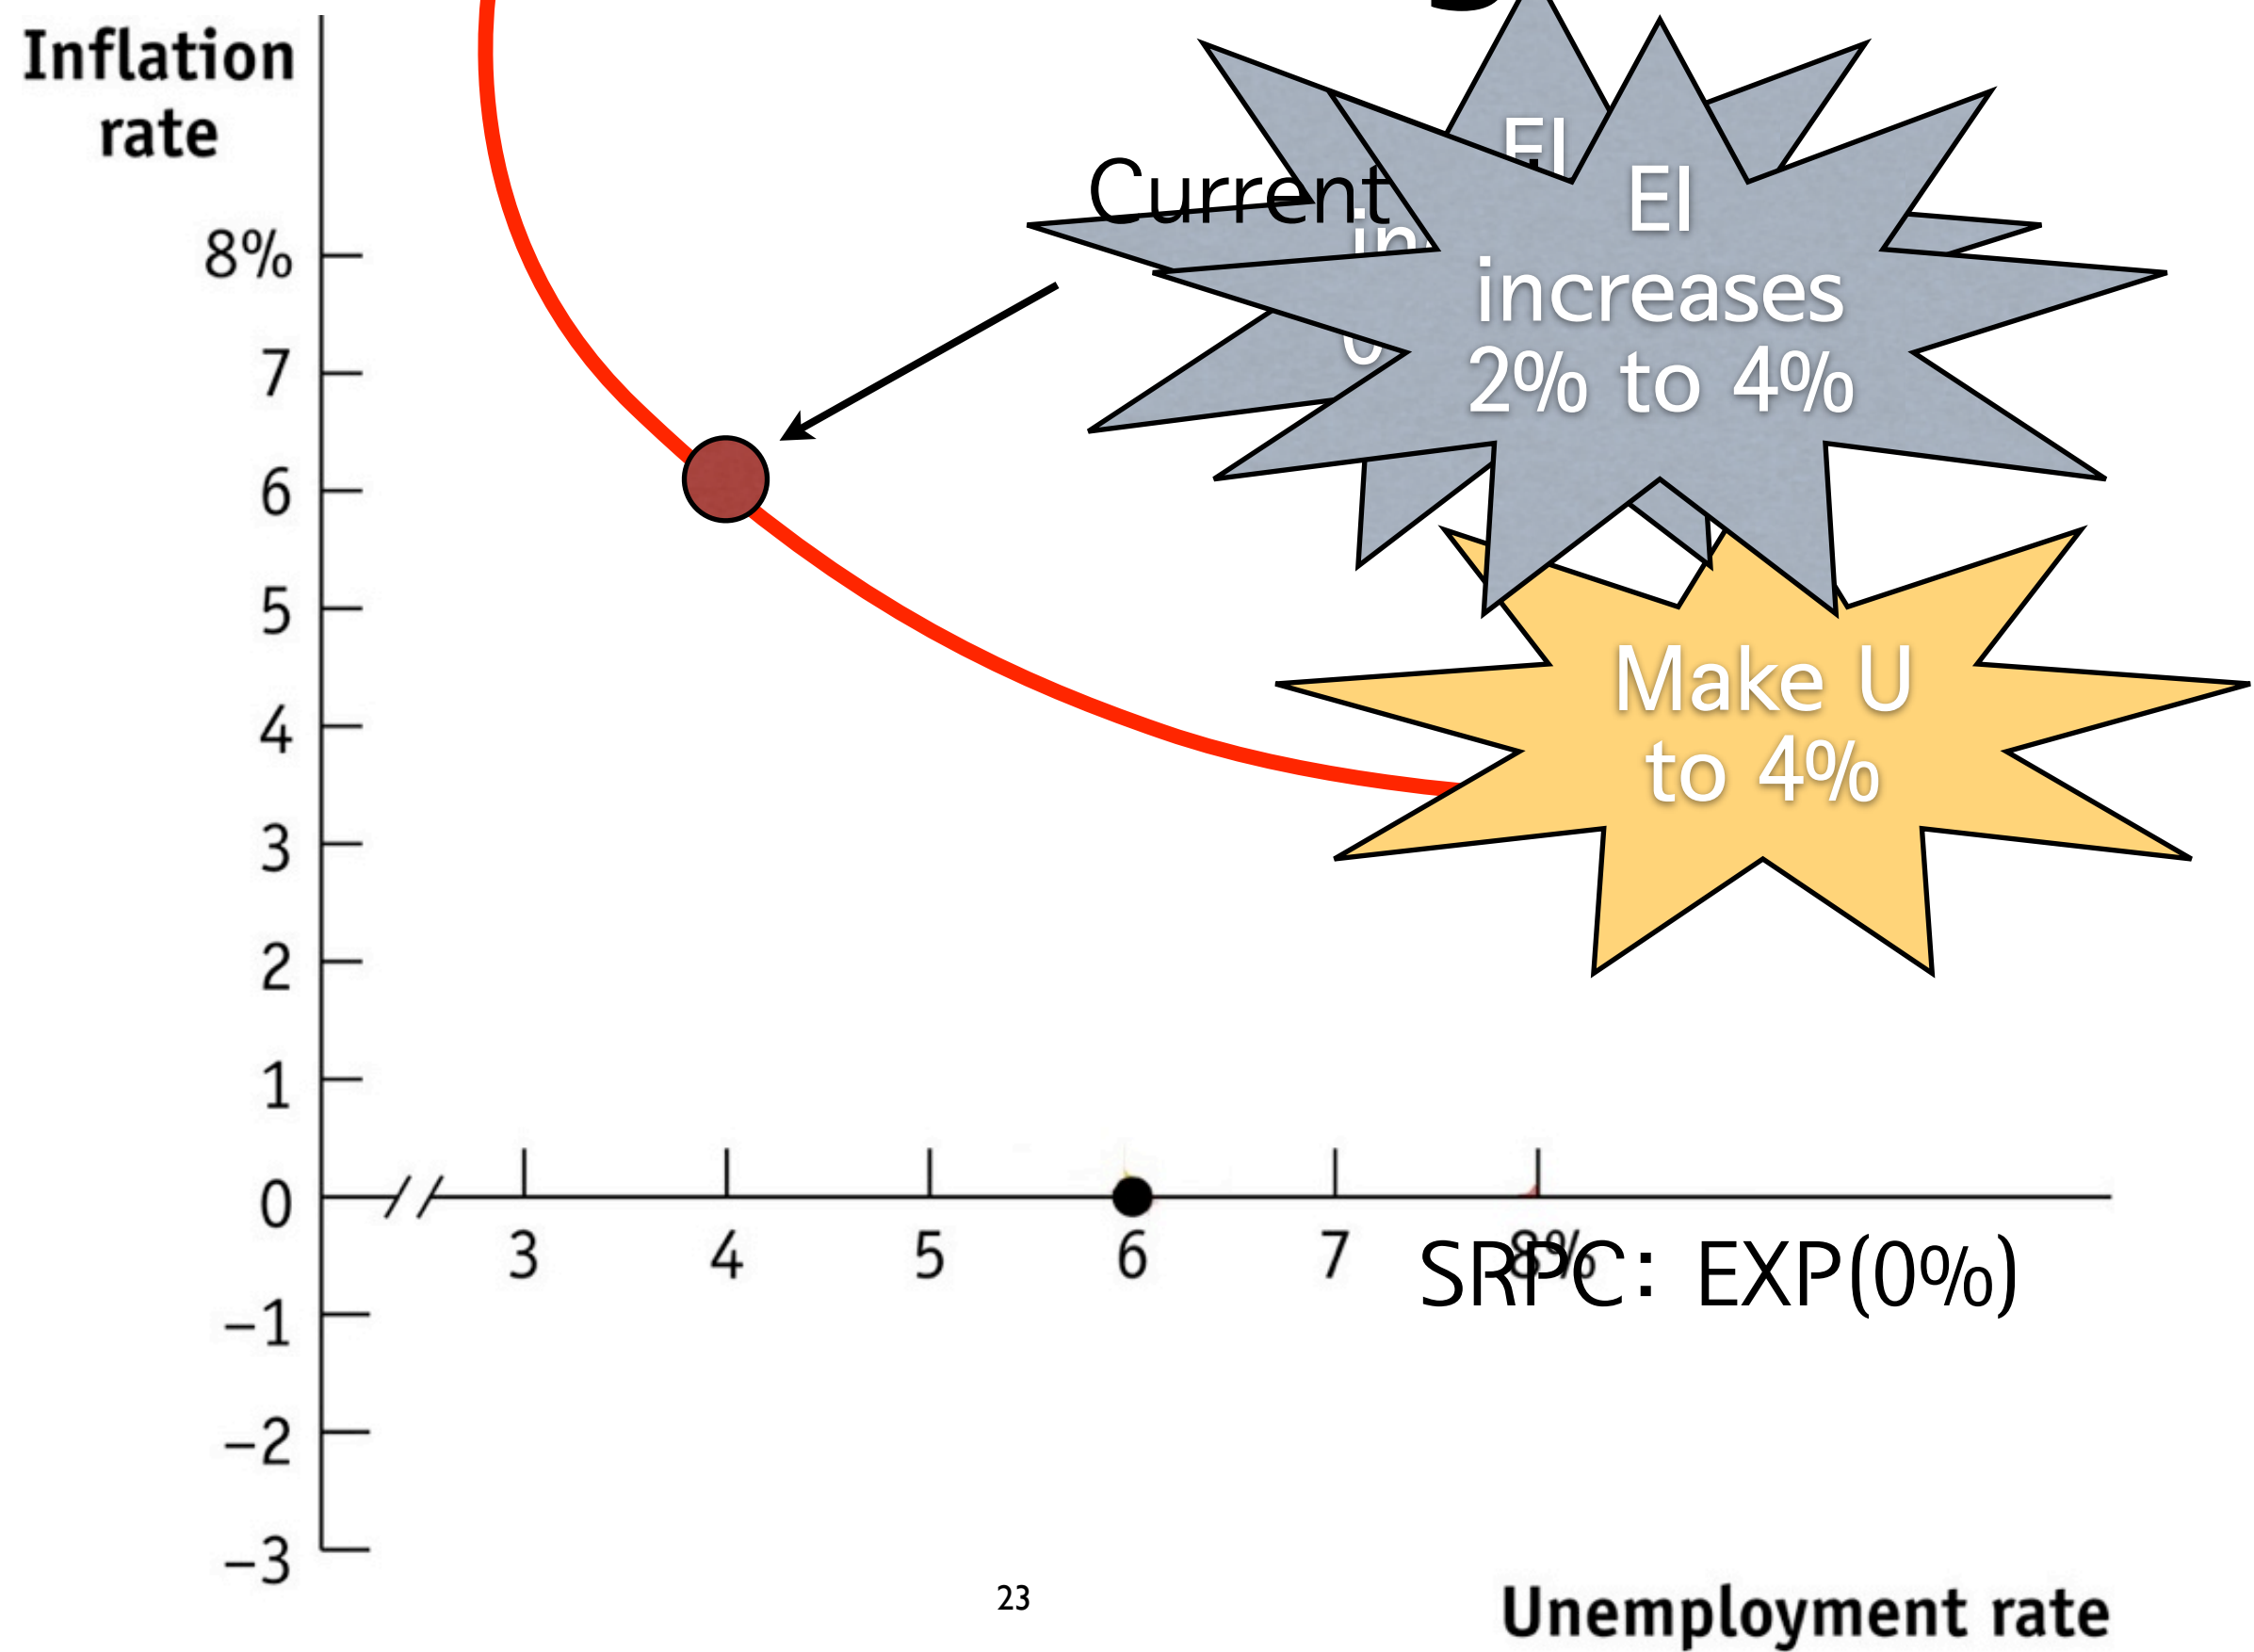 Inflation
rate
Current
EI
increases
2% to 4%
8%
7
6
5
4
3
2
1
0
-1
-2
-3
Make U
to 4%
3
4
5
6
7
8%
SRPC: EXP(0%)
23
Unemployment rate